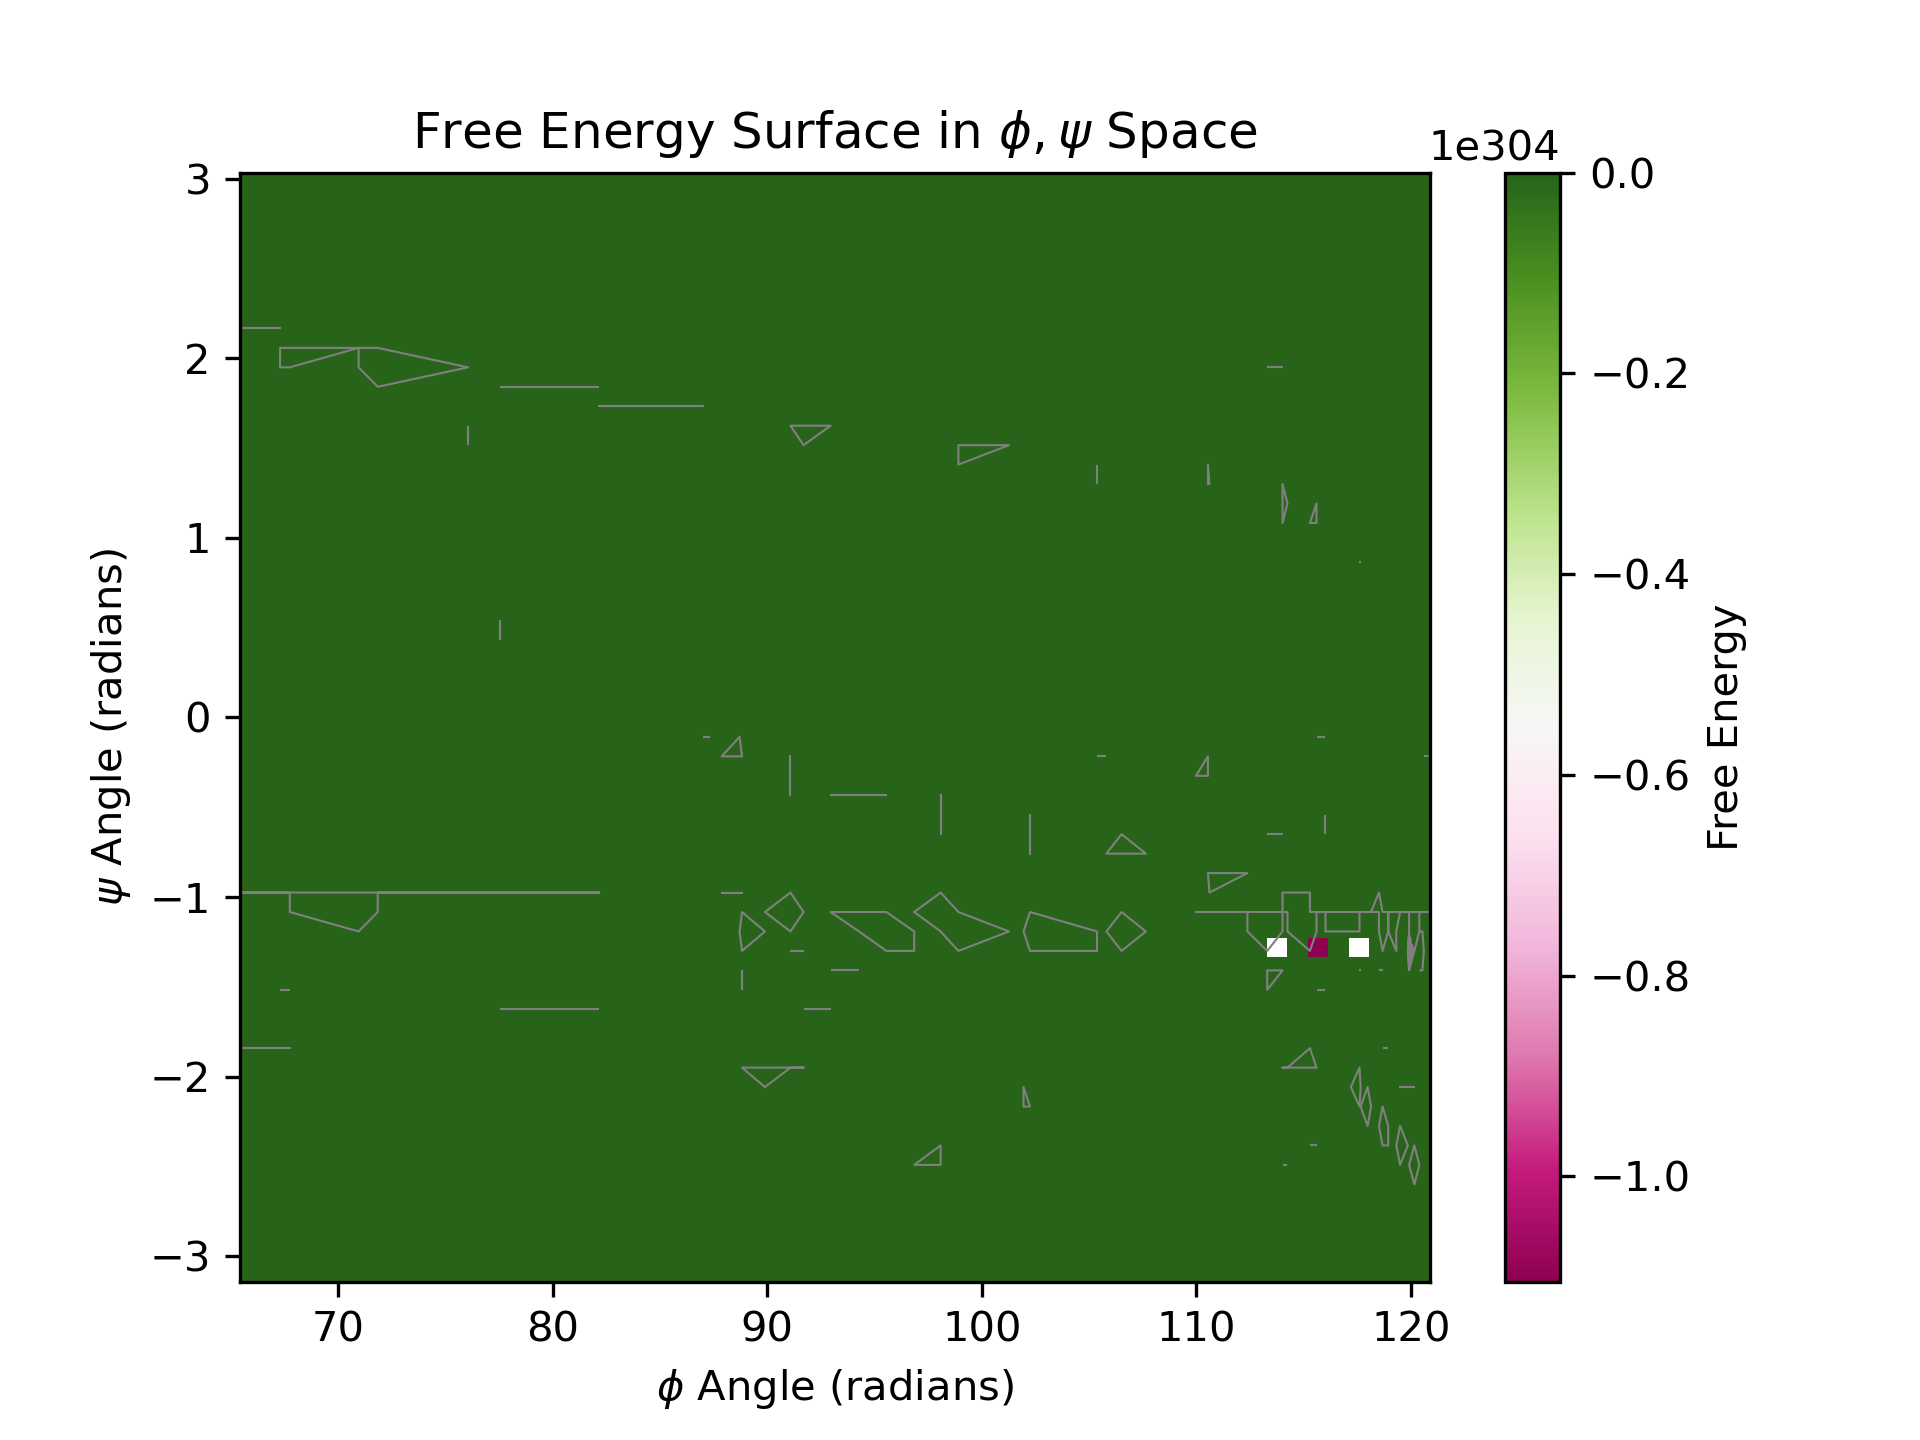 Free Energy Surface in ϕ, ψ Space
1e304
3
2
1
0
−1
−2
−3
ψ Angle (radians)
70 80 90 100 110 120
ϕ Angle (radians)
0.0
−0.2
−0.4
−0.6
−0.8
−1.0
Free Energy